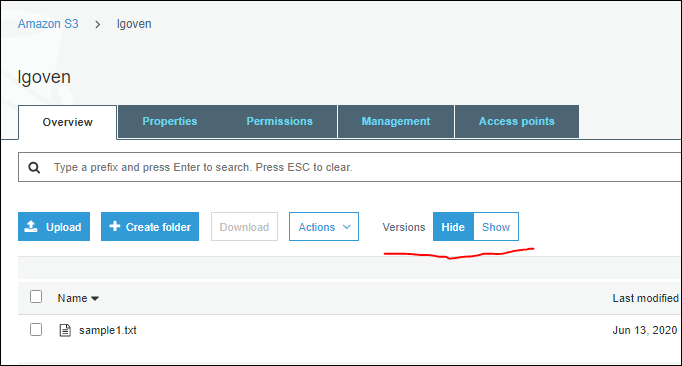 Amazon S3 > lgoven
lgoven
Overview Properties Permissions Management Access points
Type a prefix and press Enter to search. Press ESC to clear.
Upload + Create folder Download Actions Versions Hide Show
Name Last modified
sample1.txt Jun 13, 2020